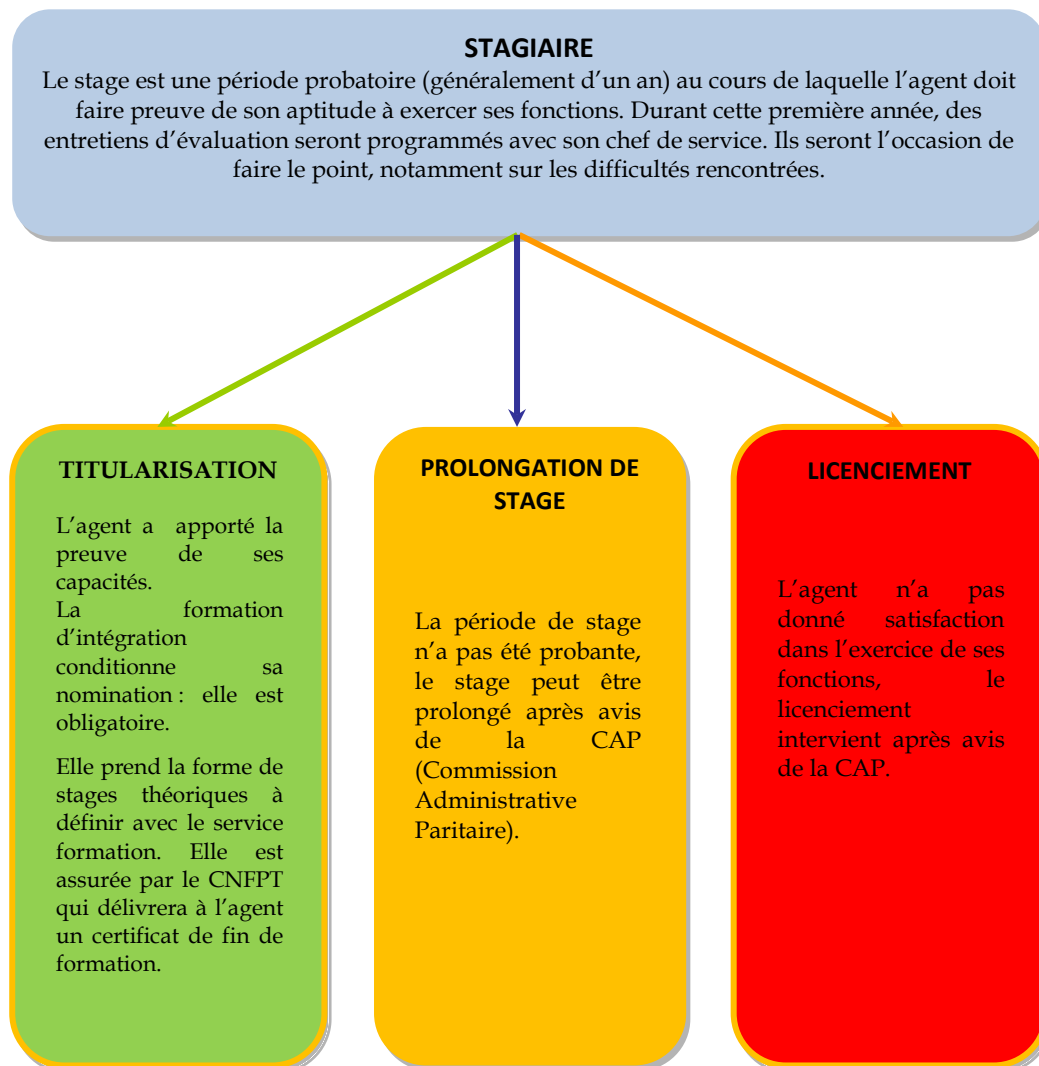 STAGIAIRE
Le stage est une période probatoire (généralement d’un an) au cours de laquelle l’agent doit
faire preuve de son aptitude à exercer ses fonctions. Durant cette première année, des
entretiens d’évaluation seront programmés avec son chef de service. Ils seront l’occasion de
faire le point, notamment sur les difficultés rencontrées.
TITULARISATION
L’agent a apporté la
preuve de ses
capacités.
La formation
d’intégration
conditionne sa
nomination : elle est
obligatoire.
Elle prend la forme de
stages théoriques à
définir avec le service
formation. Elle est
assurée par le CNFPT
qui délivrera à l’agent
un certificat de fin de
formation.
PROLONGATION DE
STAGE
La période de stage
n’a pas été probante,
le stage peut être
prolongé après avis
de la CAP
(Commission
Administrative
Paritaire).
LICENCIEMENT
L’agent n’a pas
donné satisfaction
dans l’exercice de ses
fonctions, le
licenciement
intervient après avis
de la CAP.